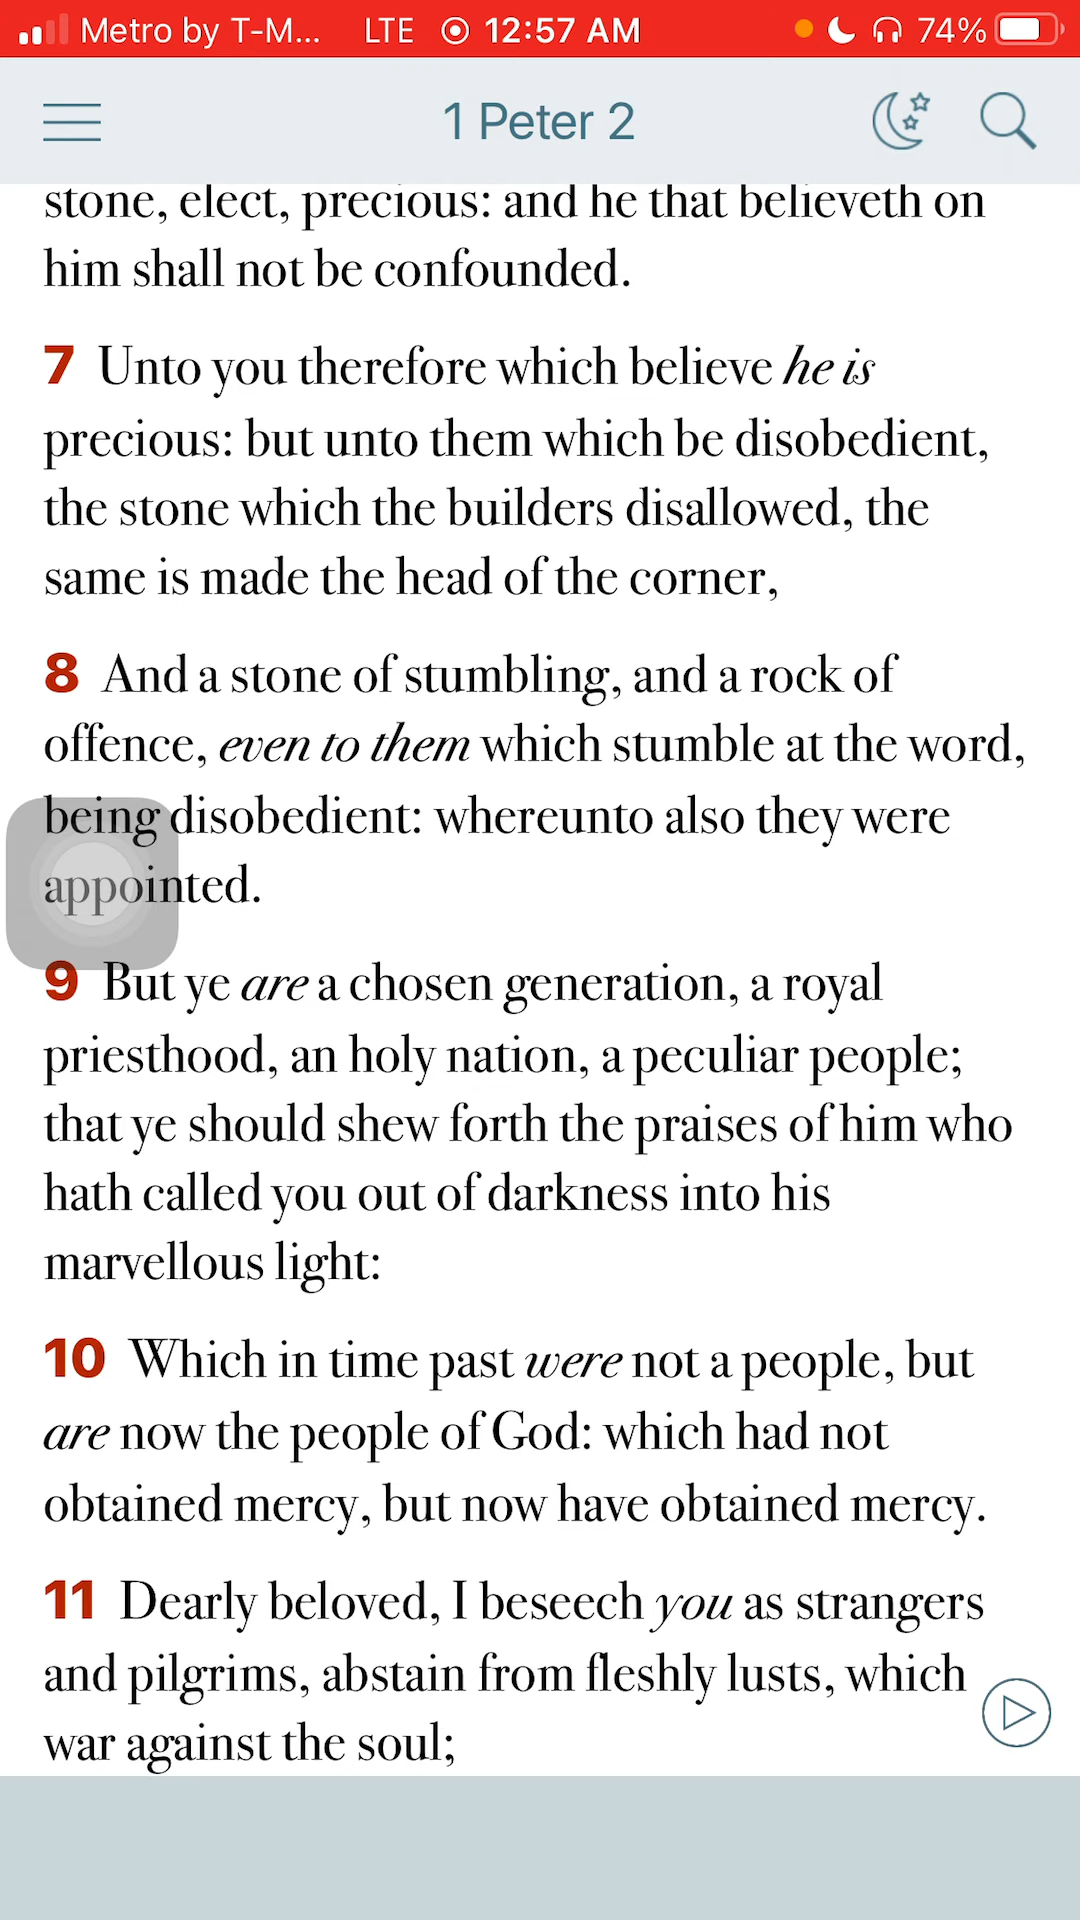 Metro by T-M... LTE 12:57 AM 74%
1 Peter 2
stone, elect, precious: and he that believeth on
him shall not be confounded.
7 Unto you therefore which believe he is
precious: but unto them which be disobedient,
the stone which the builders disallowed, the
same is made the head of the corner,
8 And a stone of stumbling, and a rock of
offence, even to them which stumble at the word,
being disobedient: whereunto also they were
appointed.
9 But ye are a chosen generation, a royal
priesthood, an holy nation, a peculiar people;
that ye should shew forth the praises of him who
hath called you out of darkness into his
marvellous light:
10 Which in time past were not a people, but
are now the people of God: which had not
obtained mercy, but now have obtained mercy.
11 Dearly beloved, I beseech you as strangers
and pilgrims, abstain from fleshly lusts, which
war against the soul;